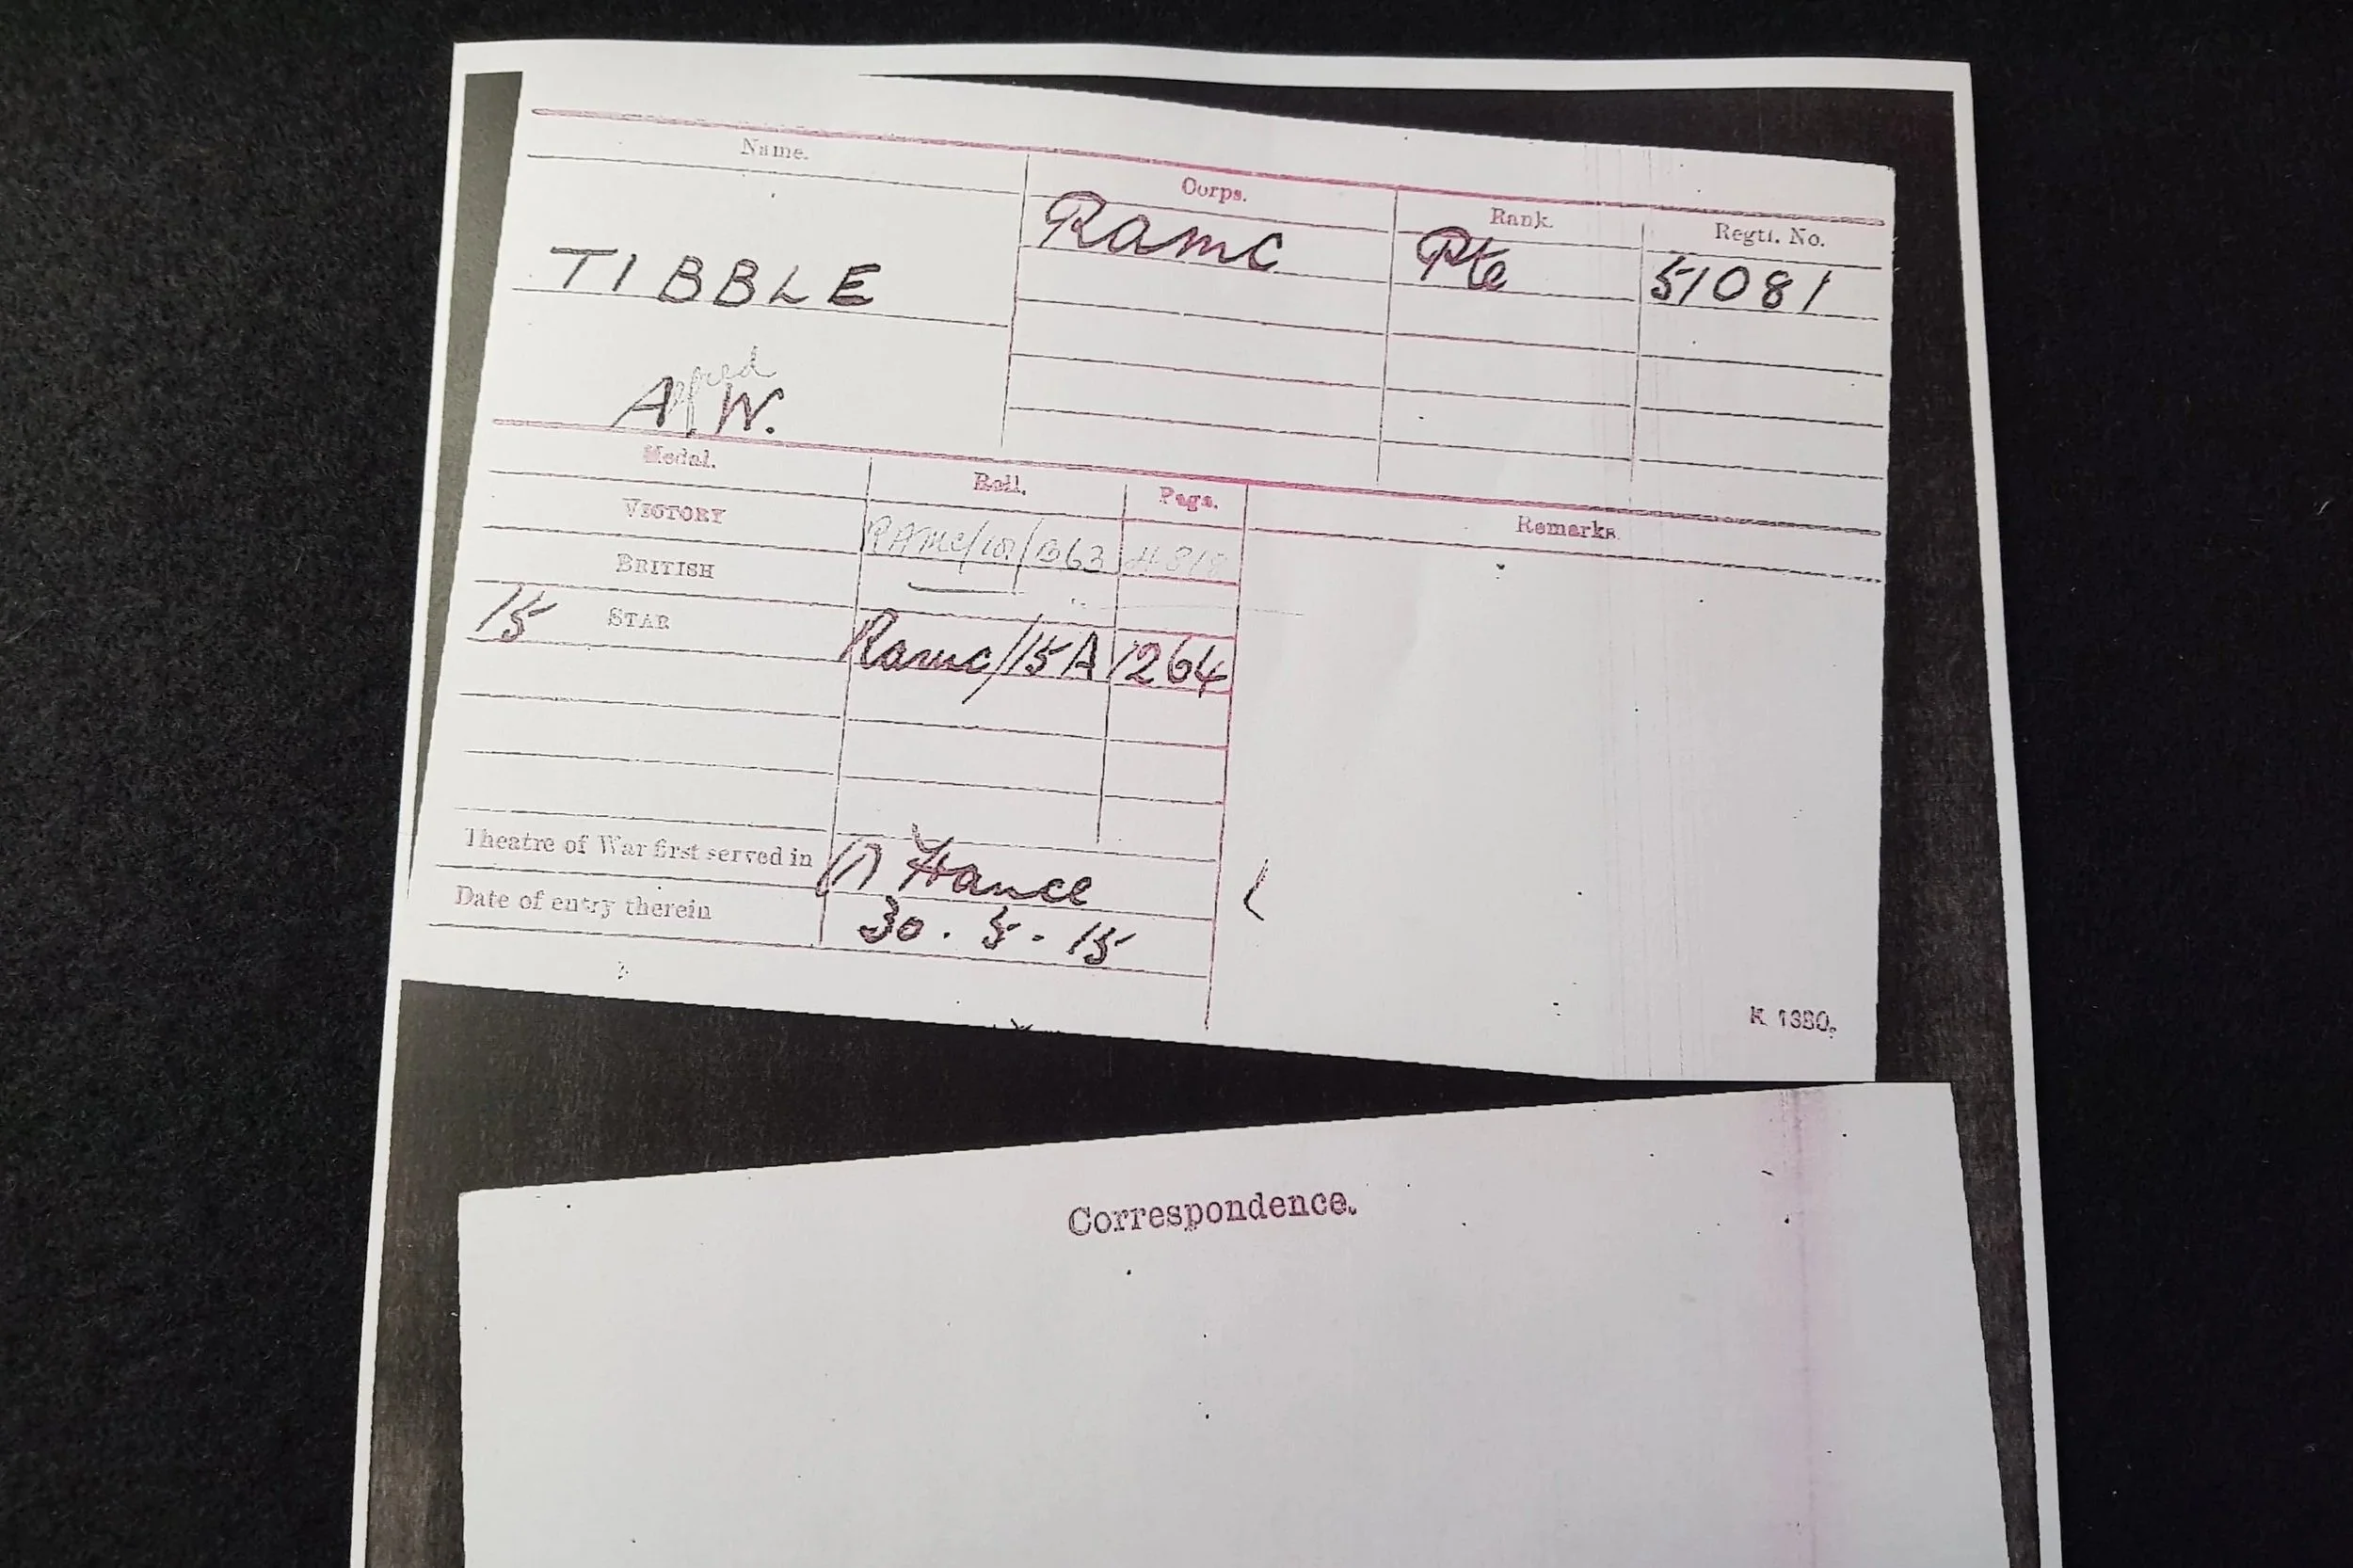 Name. Corps. Rank. Regtl. No.
TIBBLE RAMC Pte 51081
Alfred W.
Medal. Roll. Page. Remarks.
VICTORY RAMC/101
BRITISH
15 STAR RAMC/15A 1264
Theatre of War first served in (1) France
Date of entry therein 30.5.15
K 1380.
Correspondence.